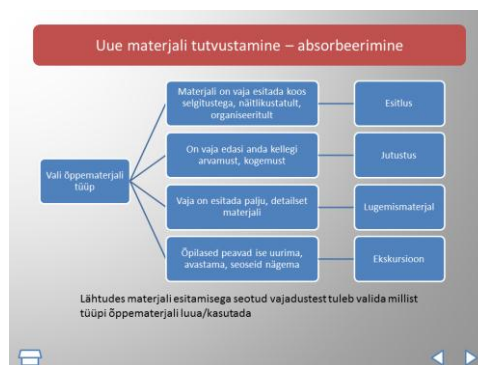 Uue materjali tutvustamine – absorbeerimine
Vali õppematerjali
tüüp
Materjali on vaja esitada koos
selgitustega, näitlikustatult,
organiseeritult
Esitlus
On vaja edasi anda kellegi
arvamust, kogemust
Jutustus
Vaja on esitada palju, detailset
materjali
Lugemismaterjal
Õpilased peavad ise uurima,
avastama, seoseid nägema
Ekskursioon
Lähtudes materjali esitamisega seotud vajadustest tuleb valida millist
tüüpi õppematerjali luua/kasutada